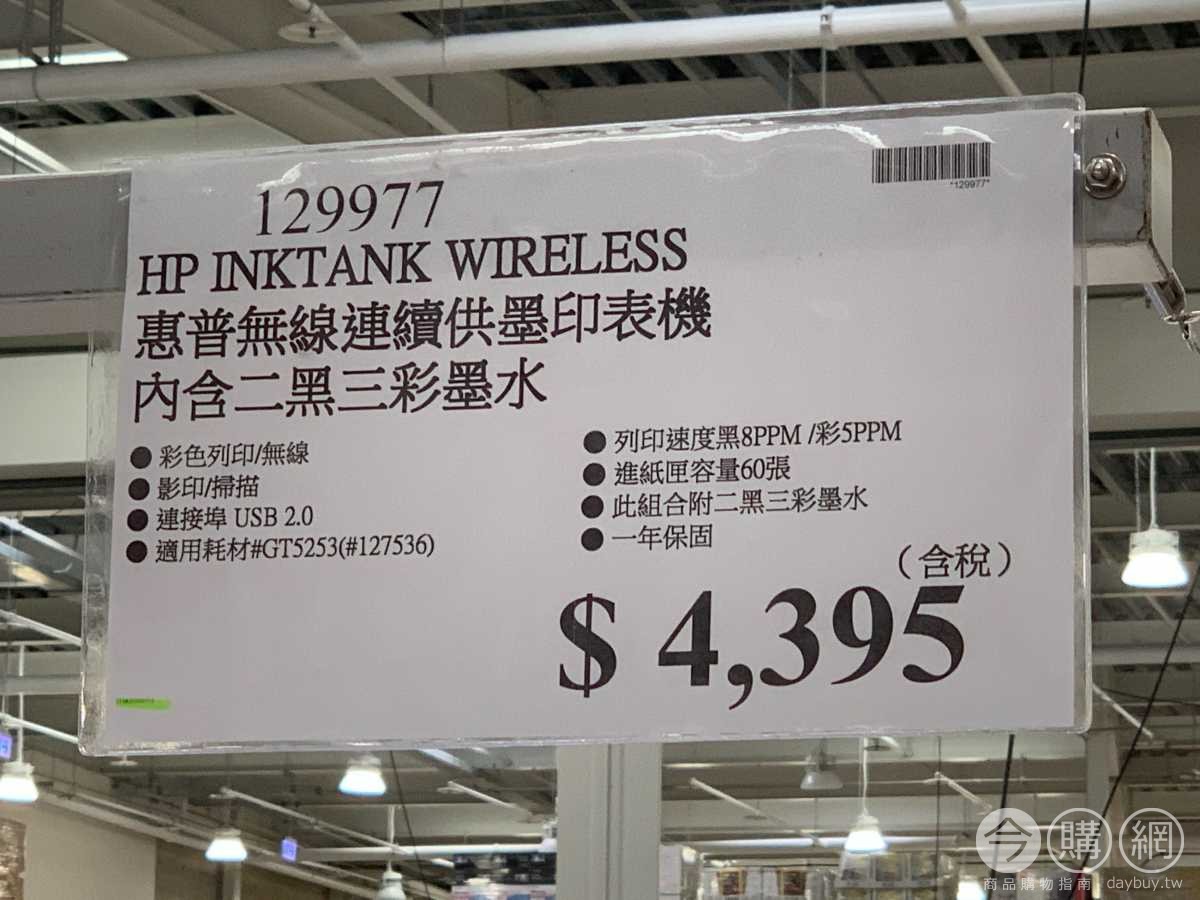 *129977*
129977
HP INKTANK WIRELESS
惠普無線連續供墨印表機
內含二黑三彩墨水
● 彩色列印/無線
● 影印/掃描
● 連接埠 USB 2.0
● 適用耗材#GT5253(#127536)
● 列印速度黑8PPM /彩5PPM
● 進紙匣容量60張
● 此組合附二黑三彩墨水
● 一年保固
（含稅）
$ 4,395
今購網
商品購物指南 | daybuy.tw